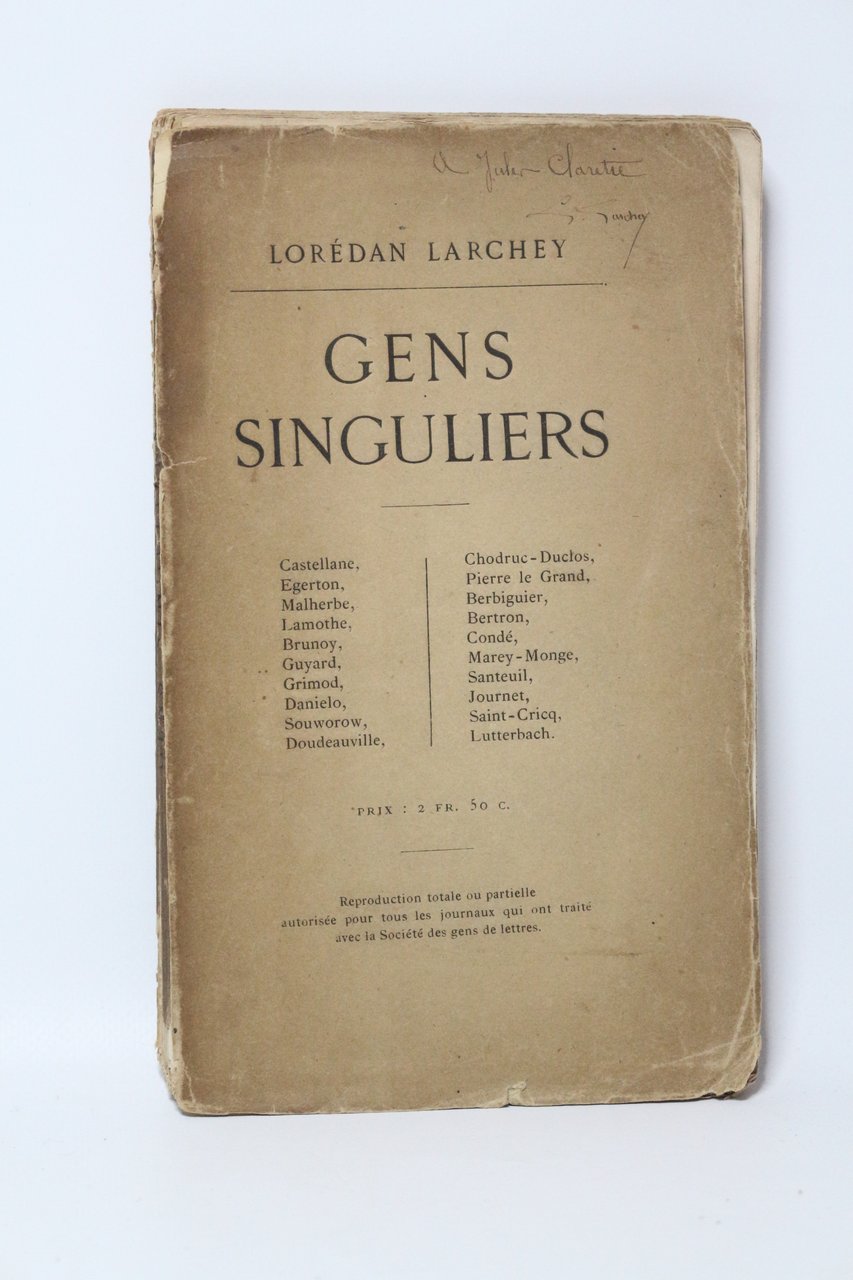 A Jules Claretie
L. Larchey
LORÉDAN LARCHEY
GENS
SINGULIERS
Castellane,
Egerton,
Malherbe,
Lamothe,
Brunoy,
Guyard,
Grimod,
Danielo,
Souworow,
Doudeauville,
Chodruc-Duclos,
Pierre le Grand,
Berbiguier,
Bertron,
Condé,
Marey-Monge,
Santeuil,
Journet,
Saint-Cricq,
Lutterbach.
PRIX : 2 FR. 50 C.
Reproduction totale ou partielle
autorisée pour tous les journaux qui ont traité
avec la Société des gens de lettres.